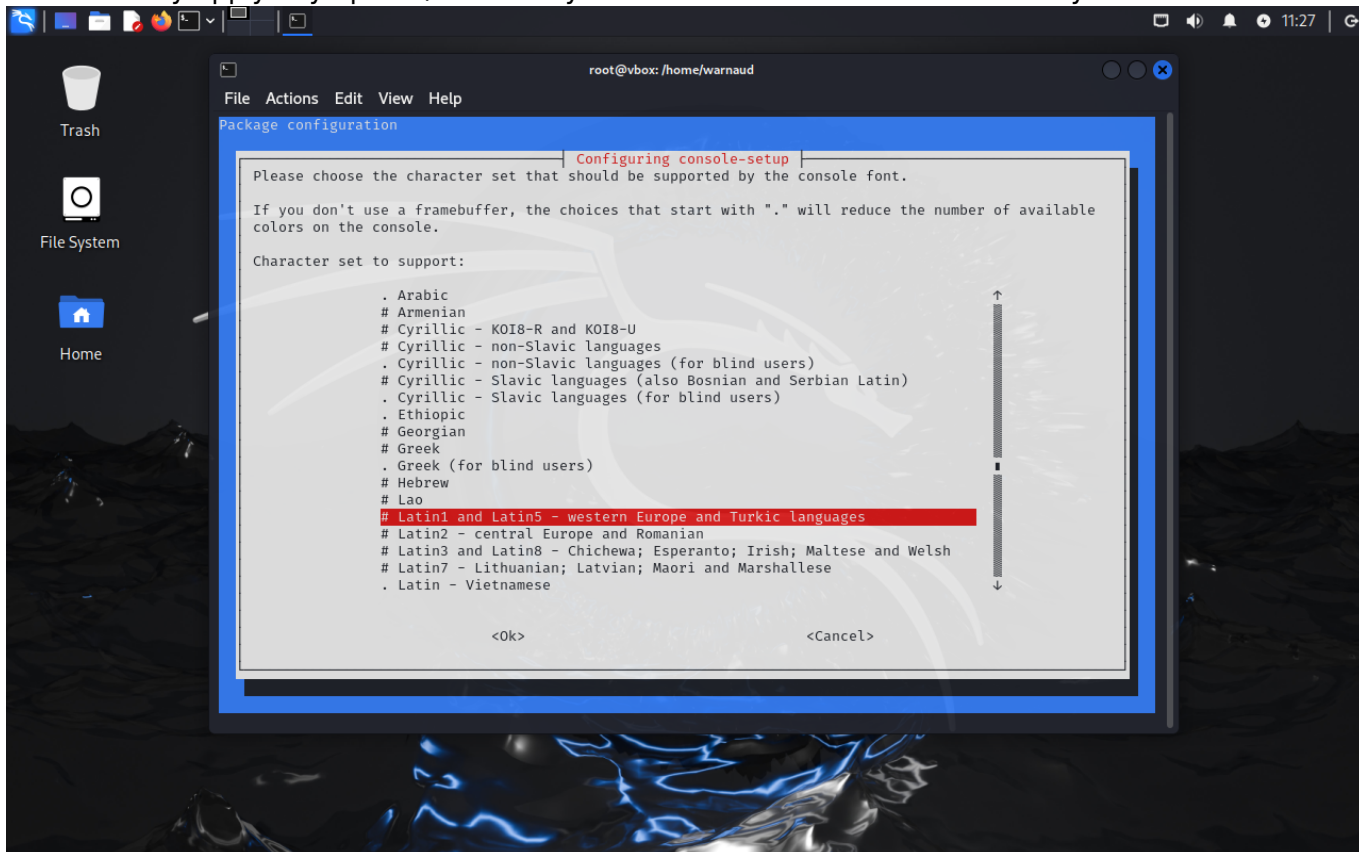 11:27
Trash
File System
Home
root@vbox: /home/warnaud
File Actions Edit View Help
Package configuration
Configuring console-setup
Please choose the character set that should be supported by the console font.
If you don't use a framebuffer, the choices that start with "." will reduce the number of available
colors on the console.
Character set to support:
. Arabic
# Armenian
# Cyrillic - KOI8-R and KOI8-U
# Cyrillic - non-Slavic languages
. Cyrillic - non-Slavic languages (for blind users)
# Cyrillic - Slavic languages (also Bosnian and Serbian Latin)
. Cyrillic - Slavic languages (for blind users)
. Ethiopic
# Georgian
# Greek
. Greek (for blind users)
# Hebrew
# Lao
# Latin1 and Latin5 - western Europe and Turkic languages
# Latin2 - central Europe and Romanian
# Latin3 and Latin8 - Chichewa; Esperanto; Irish; Maltese and Welsh
# Latin7 - Lithuanian; Latvian; Maori and Marshallese
. Latin - Vietnamese
<Ok> <Cancel>